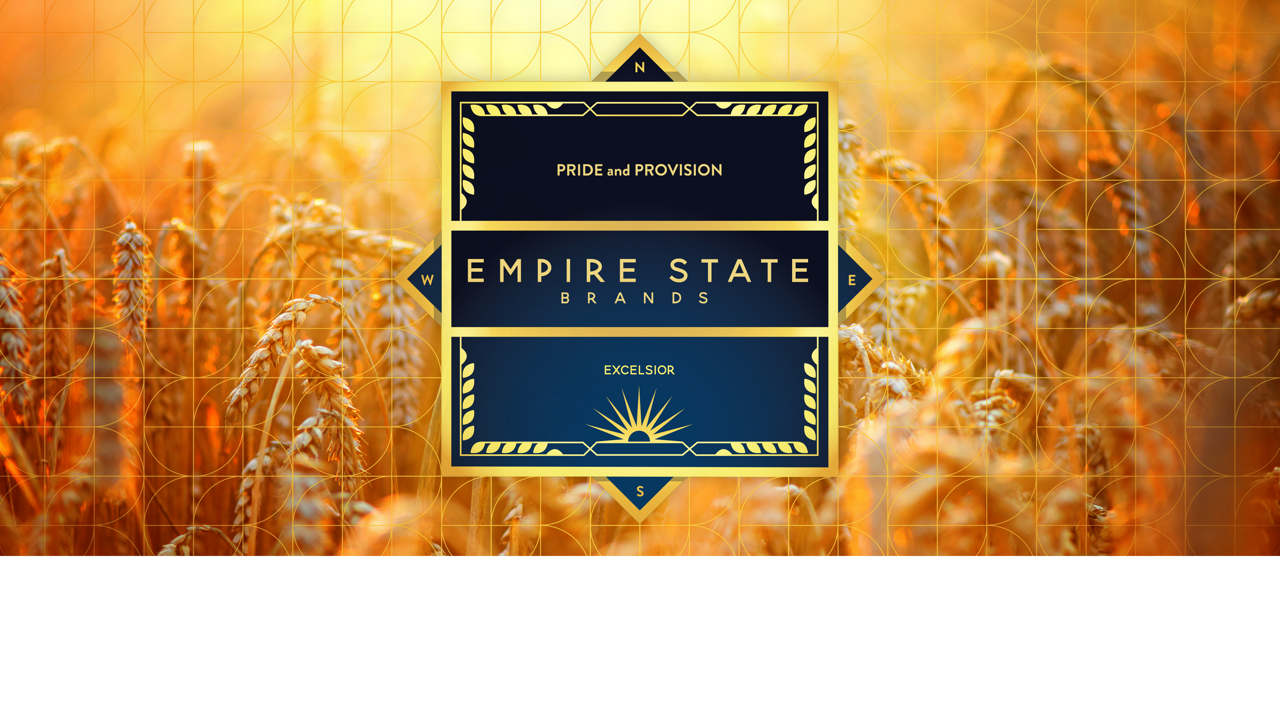 N
PRIDE and PROVISION
W
EMPIRE STATE
E
BRANDS
EXCELSIOR
S